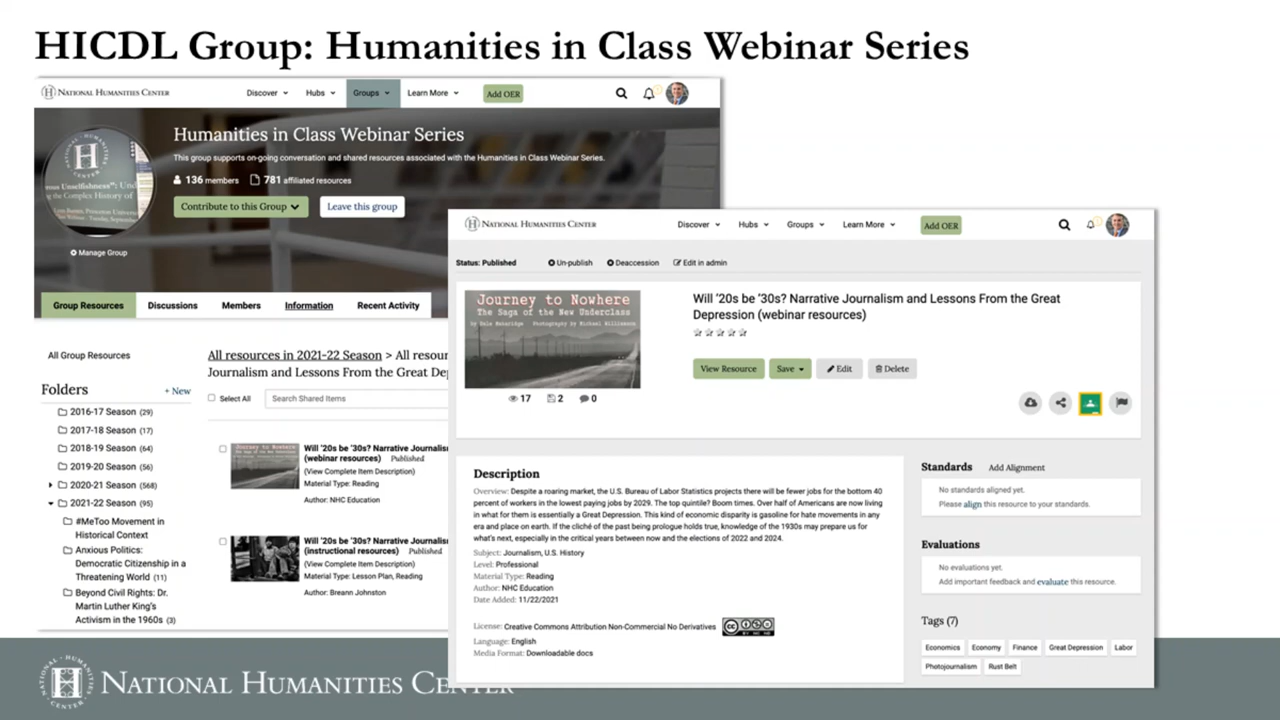 HICDL Group: Humanities in Class Webinar Series
NATIONAL HUMANITIES CENTER
Discover
Hubs
Groups
Learn More
Add OER
Humanities in Class Webinar Series
This group supports on-going conversation and shared resources associated with the Humanities in Class Webinar Series.
136 members
781 affiliated resources
Contribute to this Group
Leave this group
Manage Group
Group Resources
Discussions
Members
Information
Recent Activity
All Group Resources
Folders
+ New
2016-17 Season (29)
2017-18 Season (17)
2018-19 Season (64)
2019-20 Season (56)
2020-21 Season (568)
2021-22 Season (95)
#MeToo Movement in
Historical Context
Anxious Politics:
Democratic Citizenship in a
Threatening World (11)
Beyond Civil Rights: Dr.
Martin Luther King's
Activism in the 1960s (3)
All resources in 2021-22 Season > All resour
Journalism and Lessons From the Great De
Select All
Search Shared Items
Will '20s be '30s? Narrative Journalis
(webinar resources) Published
(View Complete Item Description)
Material Type: Reading
Author: NHC Education
Will '20s be '30s? Narrative Journalis
(instructional resources) Published
(View Complete Item Description)
Material Type: Lesson Plan, Reading
Author: Breann Johnston
NATIONAL HUMANITIES CENTER
Discover
Hubs
Groups
Learn More
Add OER
Status: Published
Un-publish
Deaccession
Edit in admin
Journey to Nowhere
The Saga of the New Underclass
by Dale Maharidge Photography by Michael Williamson
17
2
0
Will '20s be '30s? Narrative Journalism and Lessons From the Great
Depression (webinar resources)
View Resource
Save
Edit
Delete
Description
Overview: Despite a roaring market, the U.S. Bureau of Labor Statistics projects there will be fewer jobs for the bottom 40
percent of workers in the lowest paying jobs by 2029. The top quintile? Boom times. Over half of Americans are now living
in what for them is essentially a Great Depression. This kind of economic disparity is gasoline for hate movements in any
era and place on earth. If the cliché of the past being prologue holds true, knowledge of the 1930s may prepare us for
what's next, especially in the critical years between now and the elections of 2022 and 2024.
Subject: Journalism, U.S. History
Level: Professional
Material Type: Reading
Author: NHC Education
Date Added: 11/22/2021
License: Creative Commons Attribution Non-Commercial No Derivatives
Language: English
Media Format: Downloadable docs
Standards
Add Alignment
No standards aligned yet.
Please align this resource to your standards.
Evaluations
No evaluations yet.
Add important feedback and evaluate this resource.
Tags (7)
Economics
Economy
Finance
Great Depression
Labor
Photojournalism
Rust Belt
NATIONAL HUMANITIES CENTER